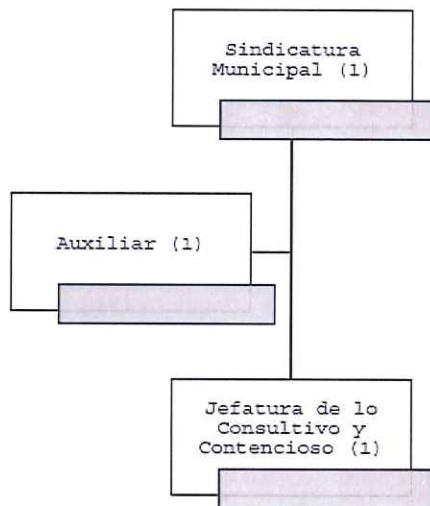 Sindicatura
Municipal (1)
Auxiliar (1)
Jefatura de lo
Consultivo y
Contencioso (1)